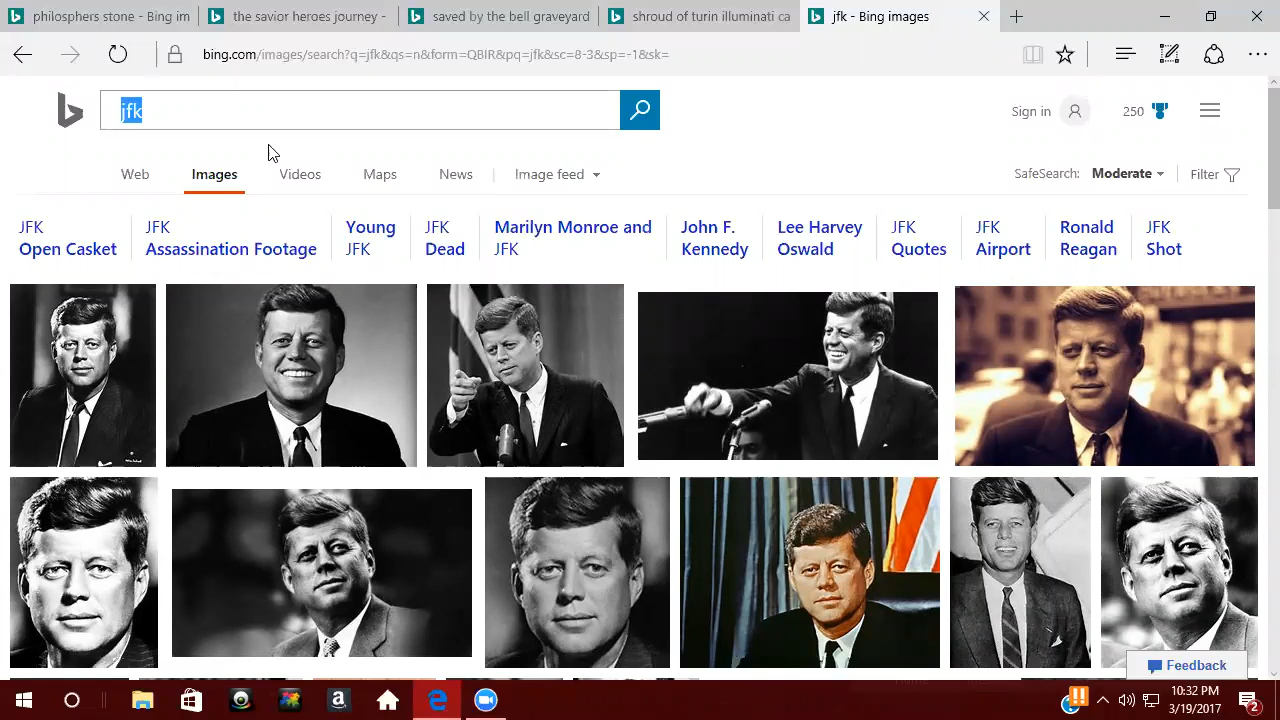 philosphers stone - Bing im
the savior heroes journey -
saved by the bell graveyard
shroud of turin illuminati ca
jfk - Bing images
bing.com/images/search?q=jfk&qs=n&form=QBIR&pq=jfk&sc=8-3&sp=-1&sk=
jfk
Sign in
250
Web
Images
Videos
Maps
News
Image feed
SafeSearch: Moderate
Filter
JFK
Open Casket
JFK
Assassination Footage
Young
JFK
JFK
Dead
Marilyn Monroe and
JFK
John F.
Kennedy
Lee Harvey
Oswald
JFK
Quotes
JFK
Airport
Ronald
Reagan
JFK
Shot
Feedback
10:32 PM
3/19/2017
2